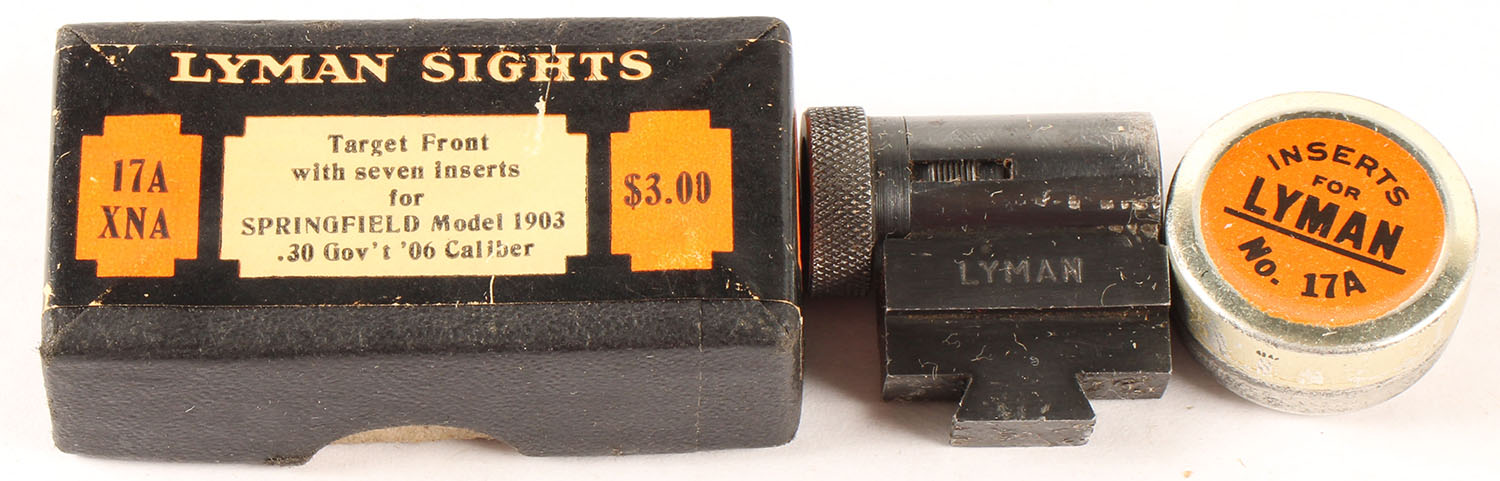 LYMAN SIGHTS
17A
XNA
Target Front
with seven inserts
for
SPRINGFIELD Model 1903
.30 Gov't '06 Caliber
$3.00
LYMAN
INSERTS
FOR
LYMAN
No. 17A